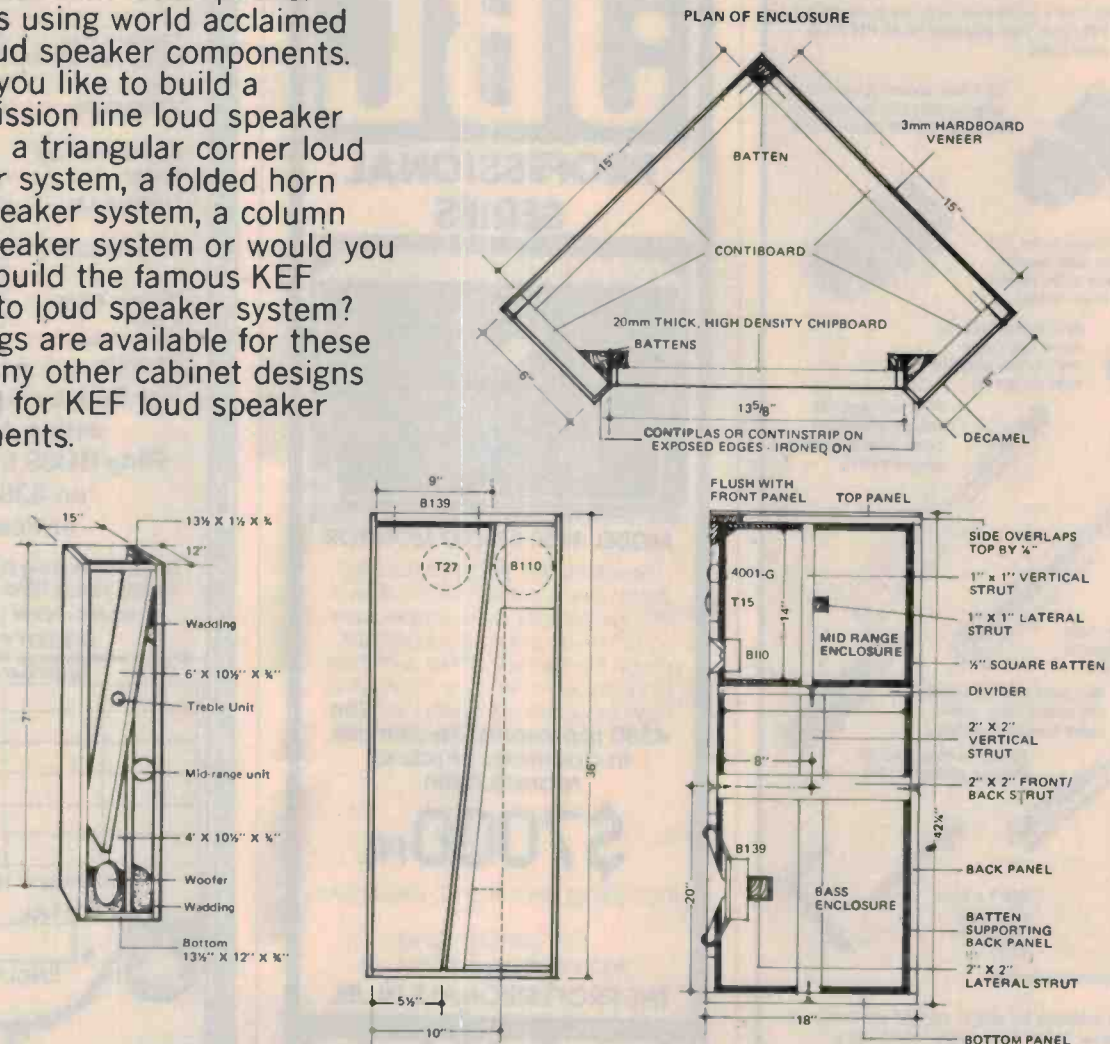 s using world acclaimed
ud speaker components.
you like to build a
ission line loud speaker
a triangular corner loud
r system, a folded horn
peaker system, a column
peaker system or would you
build the famous KEF
to loud speaker system?
gs are available for these
ny other cabinet designs
for KEF loud speaker
nents.
PLAN OF ENCLOSURE
3mm HARDBOARD
VENEER
15"
15"
BATTEN
CONTIBOARD
20mm THICK, HIGH DENSITY CHIPBOARD
BATTENS
6"
6"
13 5/8"
CONTIPLAS OR CONTINSTRIP ON
EXPOSED EDGES - IRONED ON
DECAMEL
15"
13½ X 1½ X ¾
12"
Wadding
6' X 10½" X ¾"
Treble Unit
7'
Mid-range unit
4' X 10½" X ¾"
Woofer
Wadding
Bottom
13½" X 12" X ¾"
9"
B139
T27
B110
36"
5½"
10"
FLUSH WITH
FRONT PANEL
TOP PANEL
SIDE OVERLAPS
TOP BY ¼"
4001-G
T15
14"
1" x 1" VERTICAL
STRUT
1" X 1" LATERAL
STRUT
B110
MID RANGE
ENCLOSURE
½" SQUARE BATTEN
DIVIDER
2" X 2"
VERTICAL
STRUT
8"
2" X 2" FRONT/
BACK STRUT
42¼"
B139
20"
BASS
ENCLOSURE
BACK PANEL
BATTEN
SUPPORTING
BACK PANEL
2" X 2"
LATERAL STRUT
18"
BOTTOM PANEL